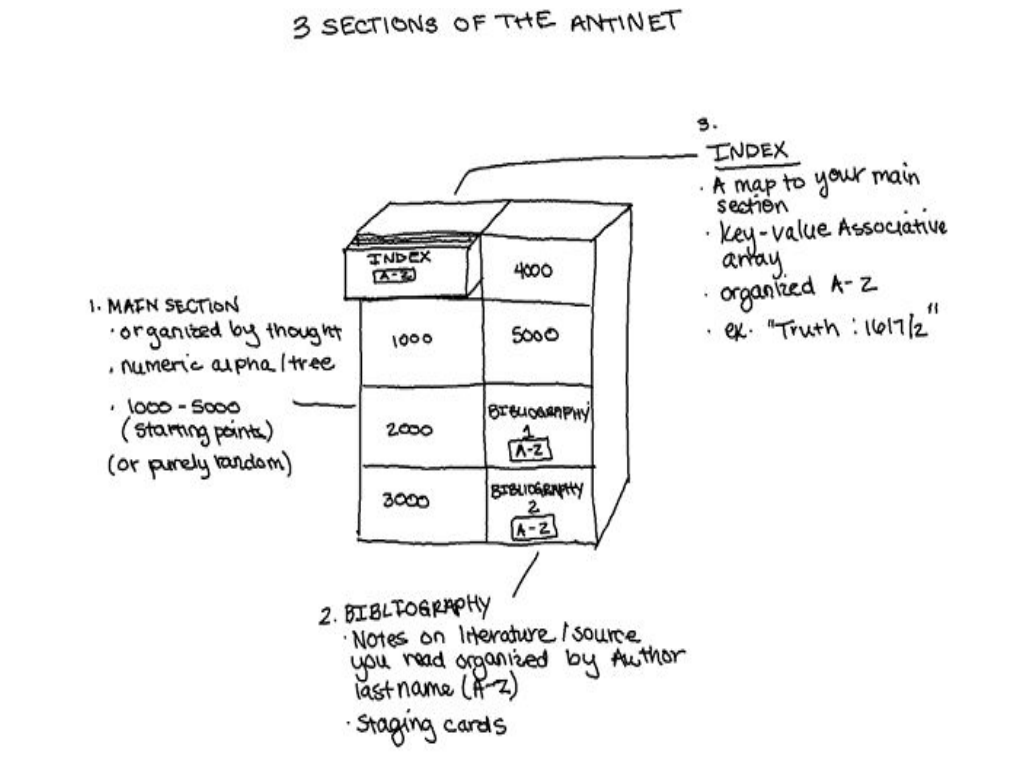 3 SECTIONS OF THE ANTINET
3.
INDEX
· A map to your main
section
· key-value Associative
array
· organized A-Z
· ex. "Truth : 1617/2"
INDEX
A-Z
4000
1000
5000
2000
BIBLIOGRAPHY
1
A-Z
3000
BIBLIOGRAPHY
2
A-Z
1. MAIN SECTION
· organized by thought
· numeric alpha/tree
· 1000 - 5000
(starting points)
(or purely random)
2. BIBLIOGRAPHY
· Notes on literature/source
you read organized by Author
last name (A-Z)
· Staging cards